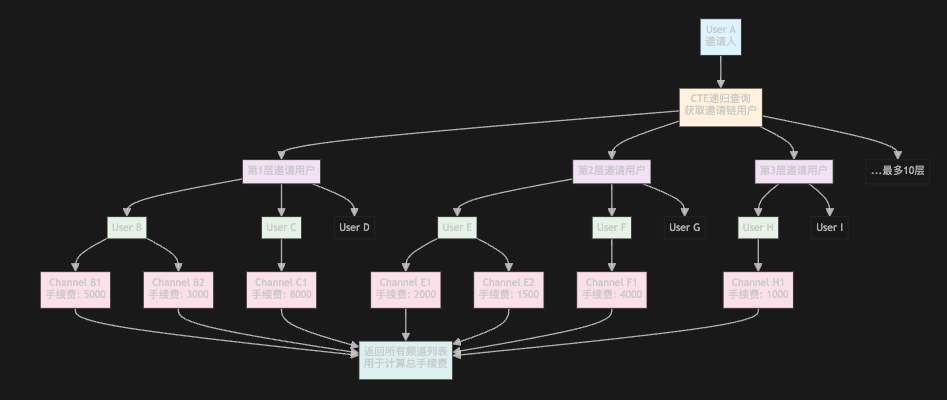 User A
邀请人
CTE递归查询
获取邀请链用户
第1层邀请用户
第2层邀请用户
第3层邀请用户
...最多10层
User B
User C
User D
User E
User F
User G
User H
User I
Channel B1
手续费: 5000
Channel B2
手续费: 3000
Channel C1
手续费: 8000
Channel E1
手续费: 2000
Channel E2
手续费: 1500
Channel F1
手续费: 4000
Channel H1
手续费: 1000
返回所有频道列表
用于计算总手续费